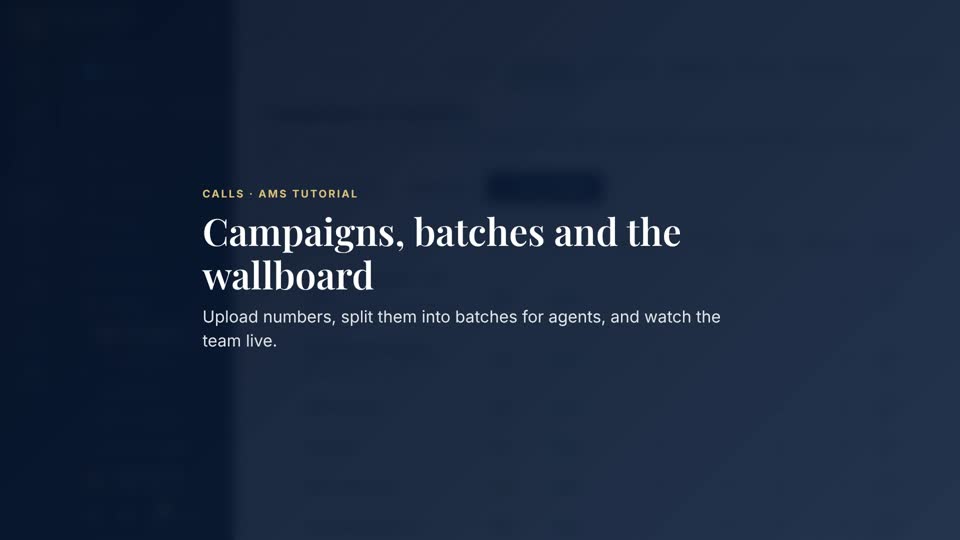 CALLS · AMS TUTORIAL
Campaigns, batches and the
wallboard
Upload numbers, split them into batches for agents, and watch the
team live.